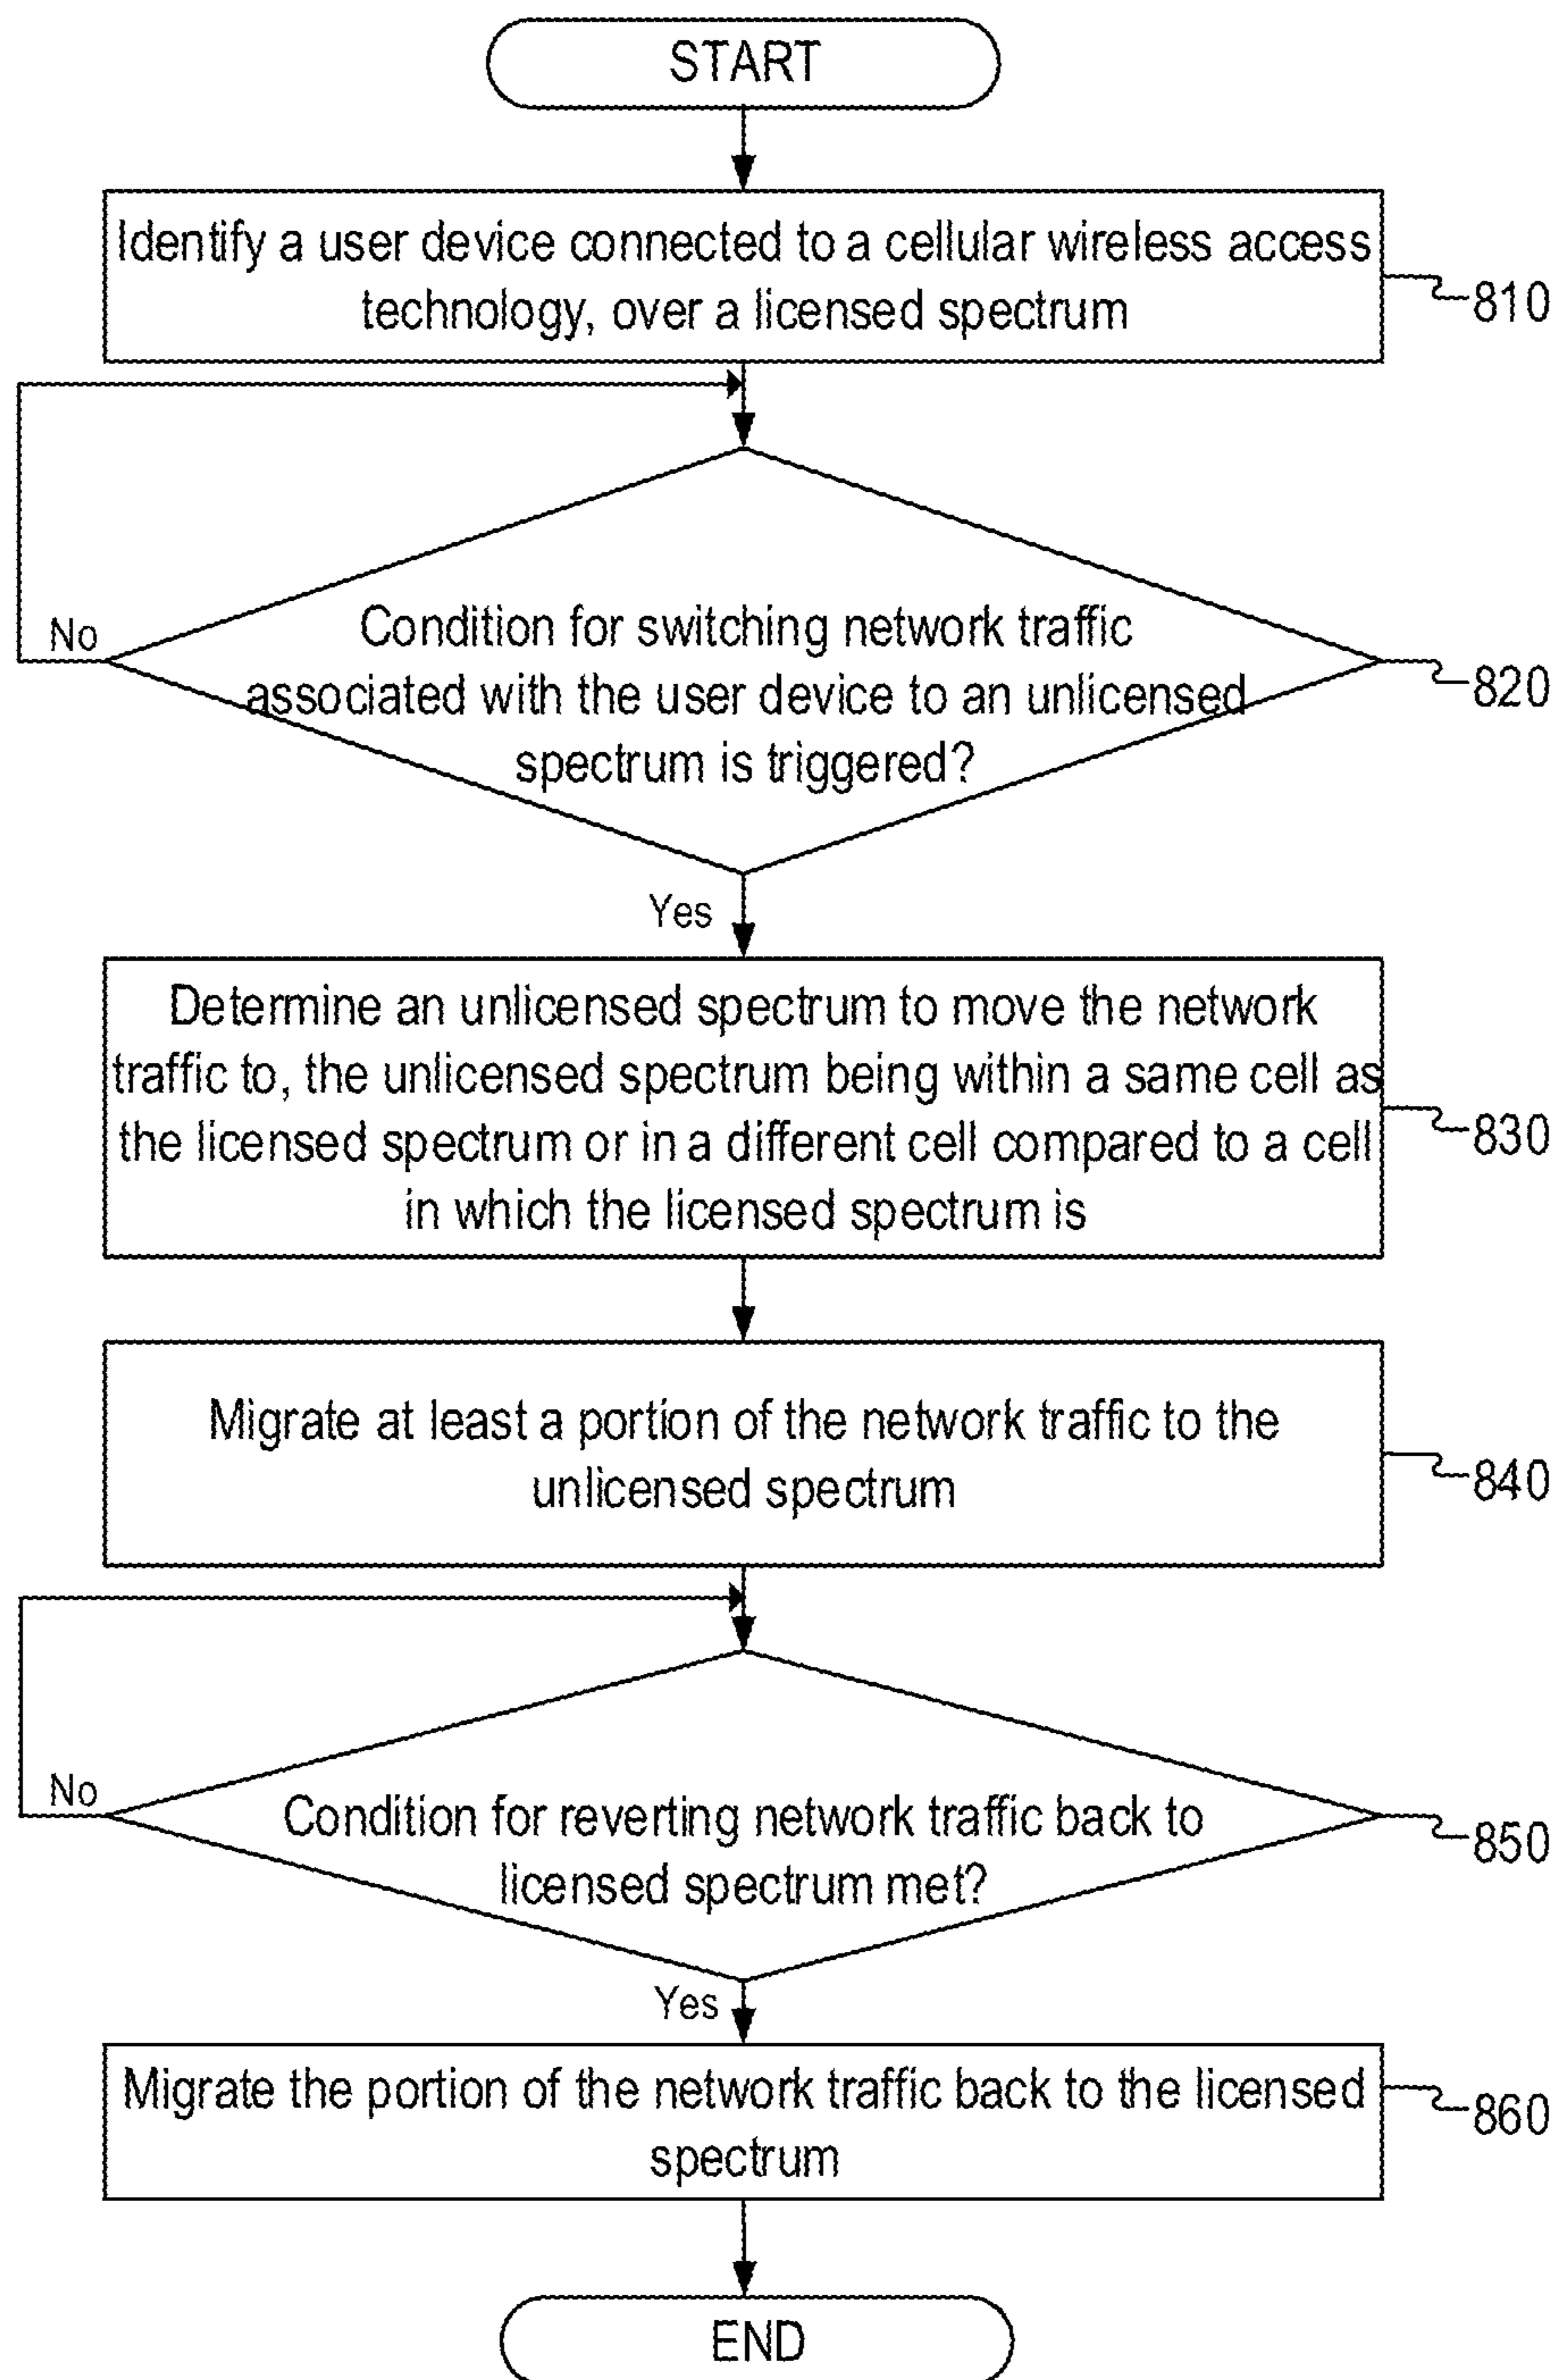 START
Identify a user device connected to a cellular wireless access
technology, over a licensed spectrum
810
No
Condition for switching network traffic
associated with the user device to an unlicensed
spectrum is triggered?
820
Yes
Determine an unlicensed spectrum to move the network
traffic to, the unlicensed spectrum being within a same cell as
the licensed spectrum or in a different cell compared to a cell
in which the licensed spectrum is
830
Migrate at least a portion of the network traffic to the
unlicensed spectrum
840
No
Condition for reverting network traffic back to
licensed spectrum met?
850
Yes
Migrate the portion of the network traffic back to the licensed
spectrum
860
END